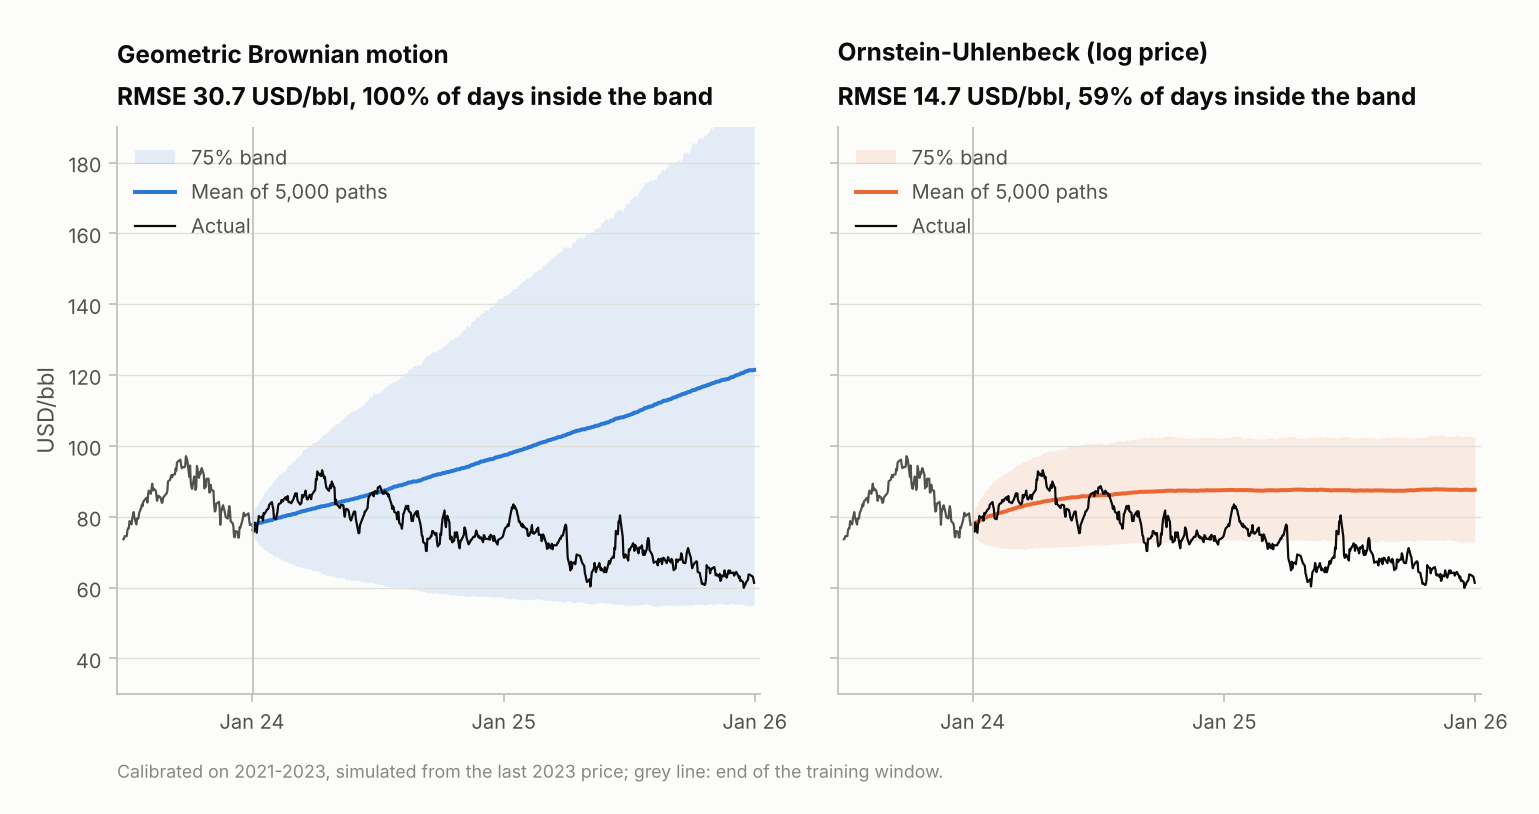 Geometric Brownian motion
RMSE 30.7 USD/bbl, 100% of days inside the band
75% band
Mean of 5,000 paths
Actual
USD/bbl
180
160
140
120
100
80
60
40
Jan 24
Jan 25
Jan 26
Ornstein-Uhlenbeck (log price)
RMSE 14.7 USD/bbl, 59% of days inside the band
75% band
Mean of 5,000 paths
Actual
Jan 24
Jan 25
Jan 26
Calibrated on 2021-2023, simulated from the last 2023 price; grey line: end of the training window.